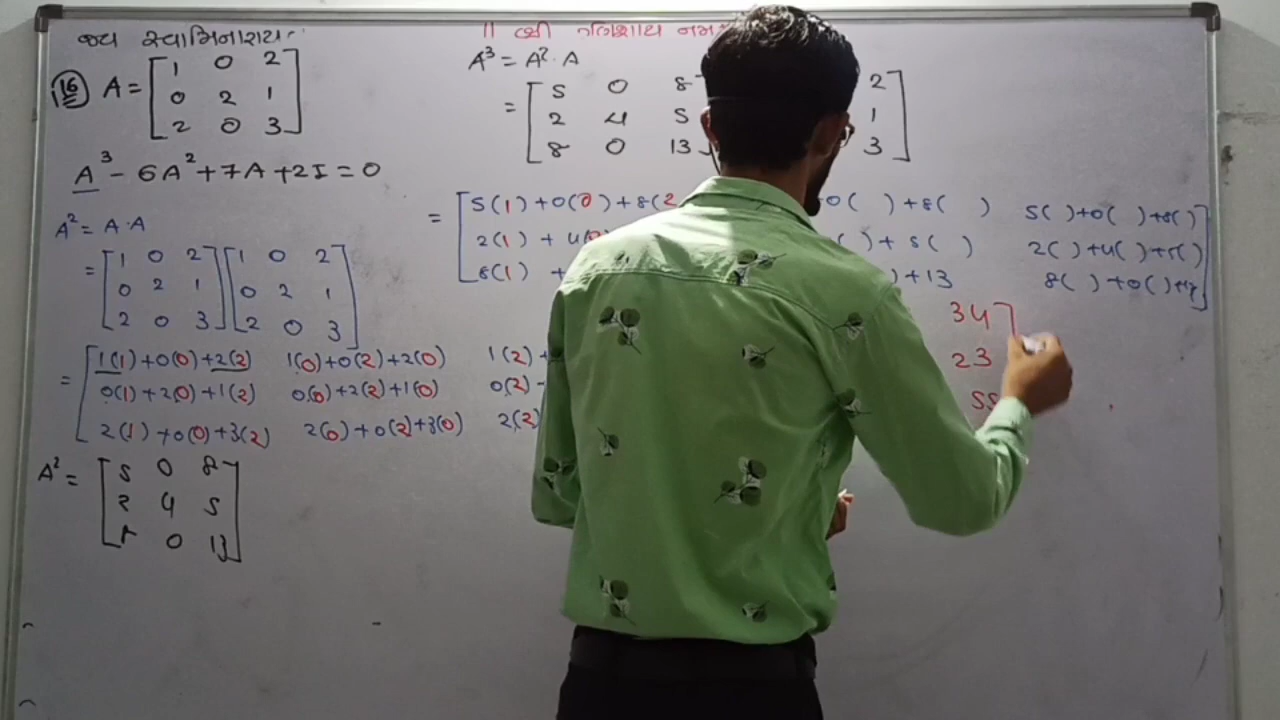 જય સ્વામિનારાયણ
॥ શ્રી ગણેશાય નમઃ
(16) A = [1 0 2
0 2 1
2 0 3]
A³ - 6A² + 7A + 2I = 0
A² = A·A
= [1 0 2] [1 0 2]
0 2 1 0 2 1
2 0 3 2 0 3
= [1(1)+0(0)+2(2) 1(0)+0(2)+2(0) 1(2)+
0(1)+2(0)+1(2) 0(0)+2(2)+1(0) 0(2)
2(1)+0(0)+3(2) 2(0)+0(2)+3(0) 2(2)
A² = [5 0 8
2 4 5
8 0 13]
A³ = A²·A
= [5 0 8 2]
2 4 5 1
8 0 13 3
= [5(1)+0(0)+8(2 0( )+8( ) 5( )+0( )+8( )]
2(1)+4(0 ( )+5( ) 2( )+4( )+5( )
8(1)+ )+13 8( )+0( )+13
34]
23
55